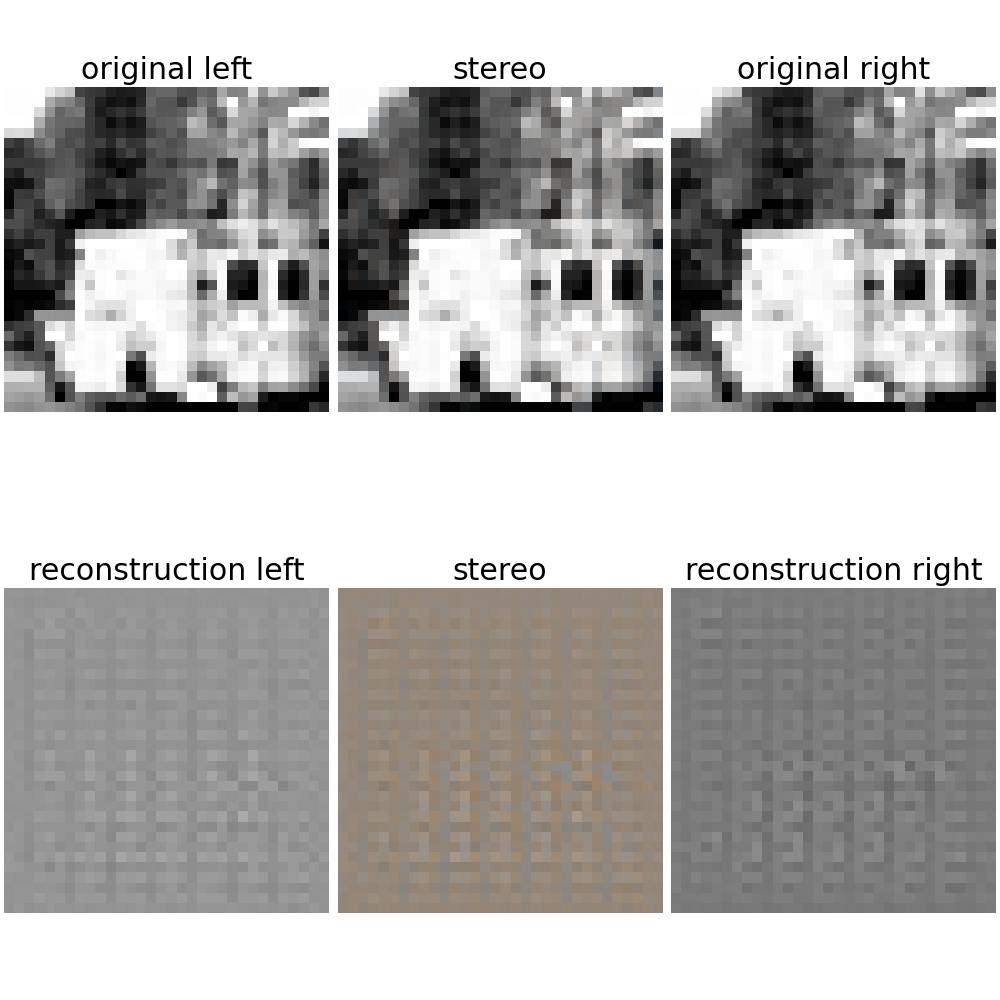 original left
stereo
original right
reconstruction left
stereo
reconstruction right